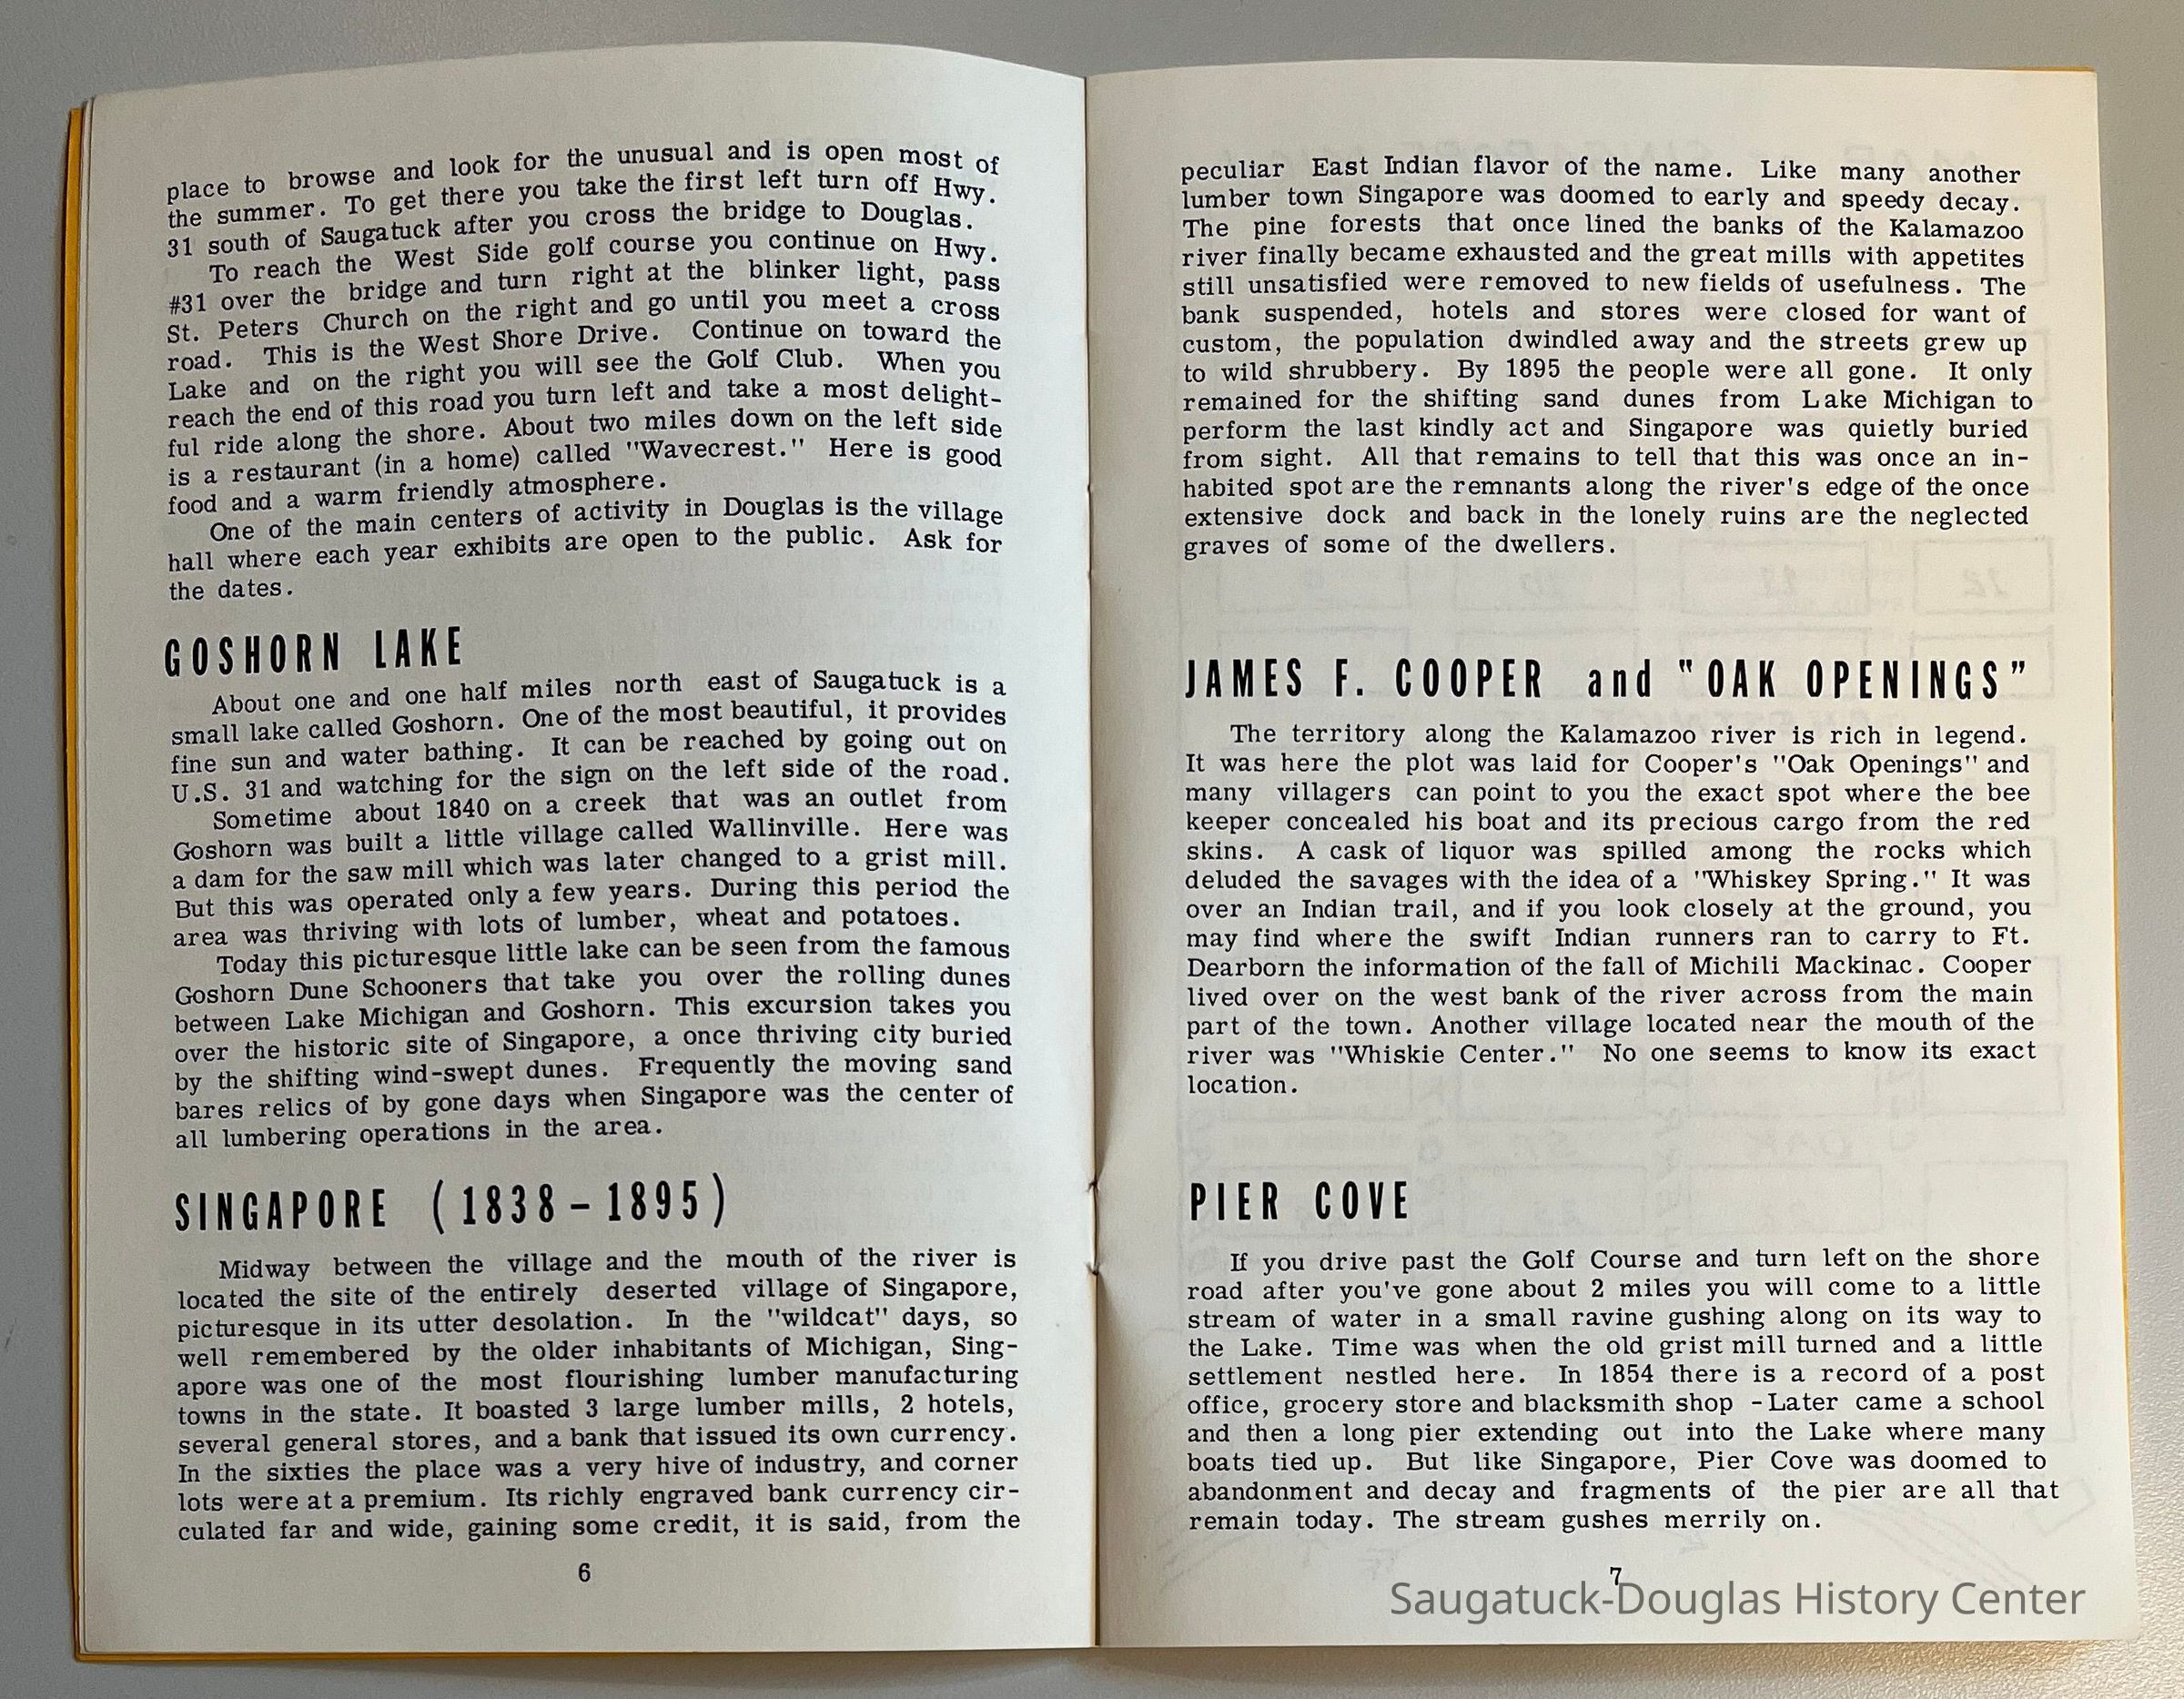 place to browse and look for the unusual and is open most of
the summer. To get there you take the first left turn off Hwy.
31 south of Saugatuck after you cross the bridge to Douglas.
To reach the West Side golf course you continue on Hwy.
#31 over the bridge and turn right at the blinker light, pass
St. Peters Church on the right and go until you meet a cross
road. This is the West Shore Drive. Continue on toward the
Lake and on the right you will see the Golf Club. When you
reach the end of this road you turn left and take a most delight-
ful ride along the shore. About two miles down on the left side
is a restaurant (in a home) called "Wavecrest." Here is good
food and a warm friendly atmosphere.
One of the main centers of activity in Douglas is the village
hall where each year exhibits are open to the public. Ask for
the dates.
GOSHORN LAKE
About one and one half miles north east of Saugatuck is a
small lake called Goshorn. One of the most beautiful, it provides
fine sun and water bathing. It can be reached by going out on
U.S. 31 and watching for the sign on the left side of the road.
Sometime about 1840 on a creek that was an outlet from
Goshorn was built a little village called Wallinville. Here was
a dam for the saw mill which was later changed to a grist mill.
But this was operated only a few years. During this period the
area was thriving with lots of lumber, wheat and potatoes.
Today this picturesque little lake can be seen from the famous
Goshorn Dune Schooners that take you over the rolling dunes
between Lake Michigan and Goshorn. This excursion takes you
over the historic site of Singapore, a once thriving city buried
by the shifting wind-swept dunes. Frequently the moving sand
bares relics of by gone days when Singapore was the center of
all lumbering operations in the area.
SINGAPORE (1838-1895)
Midway between the village and the mouth of the river is
located the site of the entirely deserted village of Singapore,
picturesque in its utter desolation. In the "wildcat" days, so
well remembered by the older inhabitants of Michigan, Sing-
apore was one of the most flourishing lumber manufacturing
towns in the state. It boasted 3 large lumber mills, 2 hotels,
several general stores, and a bank that issued its own currency.
In the sixties the place was a very hive of industry, and corner
lots were at a premium. Its richly engraved bank currency cir-
culated far and wide, gaining some credit, it is said, from the
6
peculiar East Indian flavor of the name. Like many another
lumber town Singapore was doomed to early and speedy decay.
The pine forests that once lined the banks of the Kalamazoo
river finally became exhausted and the great mills with appetites
still unsatisfied were removed to new fields of usefulness. The
bank suspended, hotels and stores were closed for want of
custom, the population dwindled away and the streets grew up
to wild shrubbery. By 1895 the people were all gone. It only
remained for the shifting sand dunes from Lake Michigan to
perform the last kindly act and Singapore was quietly buried
from sight. All that remains to tell that this was once an in-
habited spot are the remnants along the river's edge of the once
extensive dock and back in the lonely ruins are the neglected
graves of some of the dwellers.
JAMES F. COOPER and "OAK OPENINGS"
The territory along the Kalamazoo river is rich in legend.
It was here the plot was laid for Cooper's "Oak Openings" and
many villagers can point to you the exact spot where the bee
keeper concealed his boat and its precious cargo from the red
skins. A cask of liquor was spilled among the rocks which
deluded the savages with the idea of a "Whiskey Spring." It was
over an Indian trail, and if you look closely at the ground, you
may find where the swift Indian runners ran to carry to Ft.
Dearborn the information of the fall of Michili Mackinac. Cooper
lived over on the west bank of the river across from the main
part of the town. Another village located near the mouth of the
river was "Whiskie Center." No one seems to know its exact
location.
PIER COVE
If you drive past the Golf Course and turn left on the shore
road after you've gone about 2 miles you will come to a little
stream of water in a small ravine gushing along on its way to
the Lake. Time was when the old grist mill turned and a little
settlement nestled here. In 1854 there is a record of a post
office, grocery store and blacksmith shop - Later came a school
and then a long pier extending out into the Lake where many
boats tied up. But like Singapore, Pier Cove was doomed to
abandonment and decay and fragments of the pier are all that
remain today. The stream gushes merrily on.
7
Saugatuck-Douglas History Center